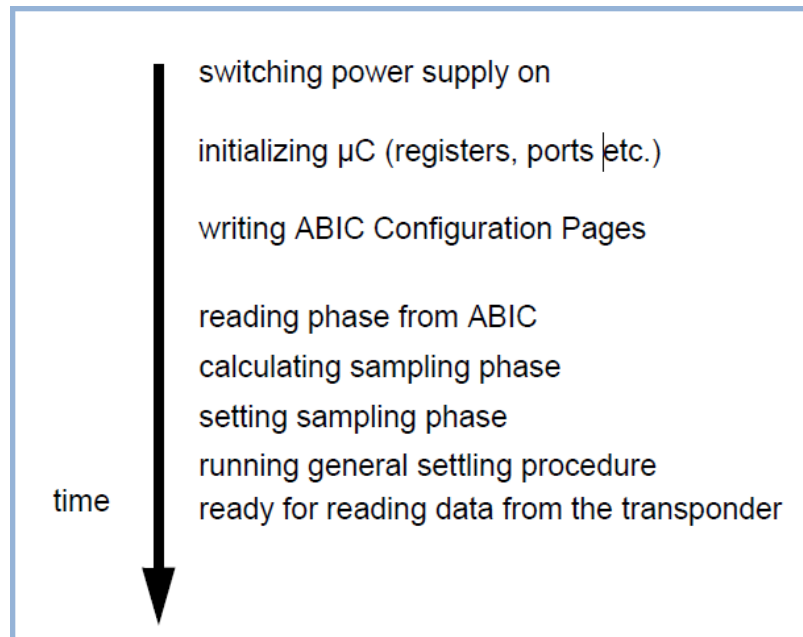 switching power supply on
initializing µC (registers, ports etc.)
writing ABIC Configuration Pages
reading phase from ABIC
calculating sampling phase
setting sampling phase
running general settling procedure
time
ready for reading data from the transponder